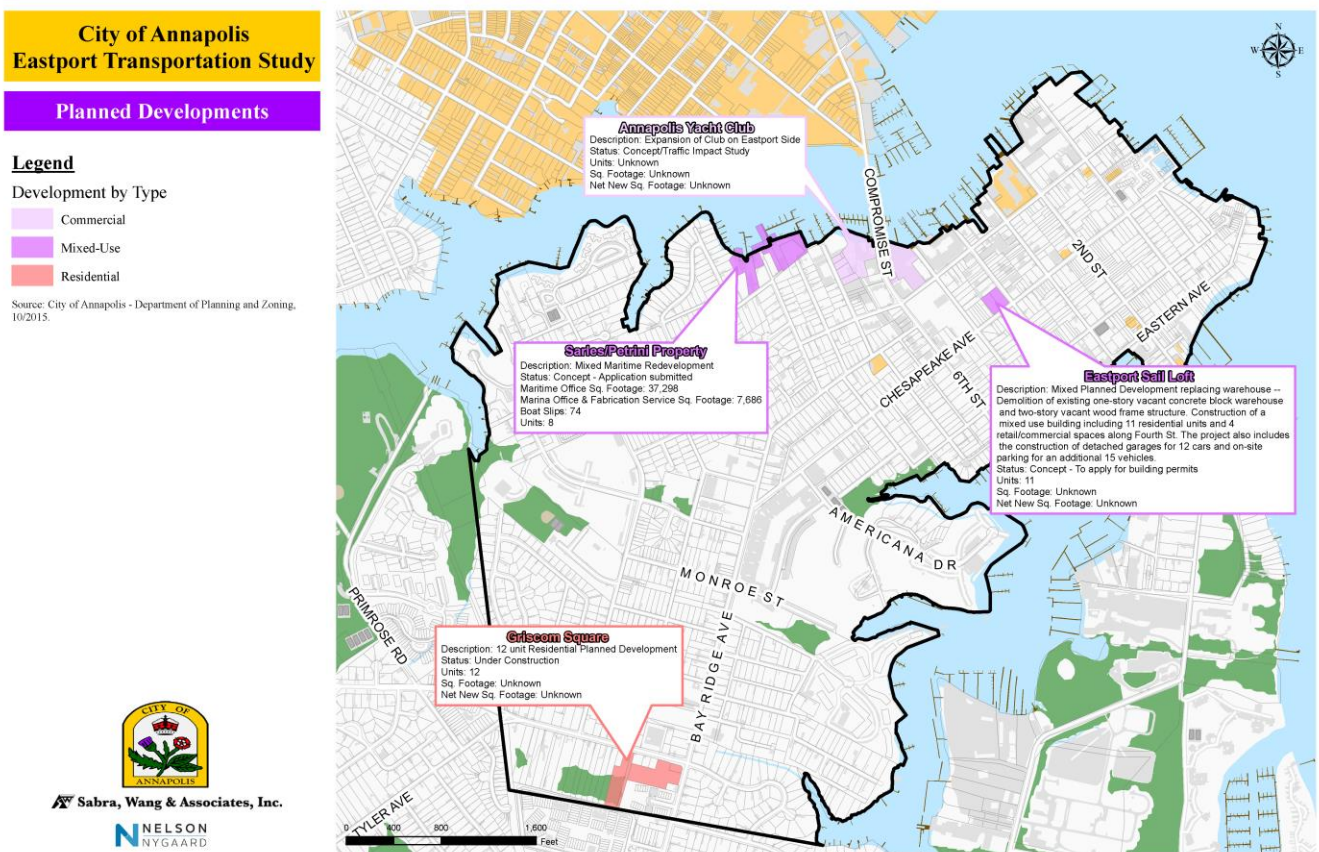 City of Annapolis
Eastport Transportation Study
Planned Developments
Legend
Development by Type
Commercial
Mixed-Use
Residential
Source: City of Annapolis - Department of Planning and Zoning,
10/2015.
N
W
E
S
Annapolis Yacht Club
Description: Expansion of Club on Eastport Side
Status: Concept/Traffic Impact Study
Units: Unknown
Sq. Footage: Unknown
Net New Sq. Footage: Unknown
COMPROMISE ST
2ND ST
EASTERN AVE
CHESAPEAKE AVE
6TH ST
Sarles/Petrini Property
Description: Mixed Maritime Redevelopment
Status: Concept - Application submitted
Maritime Office Sq. Footage: 37,298
Marina Office & Fabrication Service Sq. Footage: 7,686
Boat Slips: 74
Units: 8
Eastport Sail Loft
Description: Mixed Planned Development replacing warehouse --
Demolition of existing one-story vacant concrete block warehouse
and two-story vacant wood frame structure. Construction of a
mixed use building including 11 residential units and 4
retail/commercial spaces along Fourth St. The project also includes
the construction of detached garages for 12 cars and on-site
parking for an additional 15 vehicles.
Status: Concept - To apply for building permits
Units: 11
Sq. Footage: Unknown
Net New Sq. Footage: Unknown
AMERICANA DR
MONROE ST
PRIMROSE RD
BAY RIDGE AVE
Griscom Square
Description: 12 unit Residential Planned Development
Status: Under Construction
Units: 12
Sq. Footage: Unknown
Net New Sq. Footage: Unknown
TYLER AVE
0 400 800 1,600
Feet
CITY OF
ANNAPOLIS
Sabra, Wang & Associates, Inc.
NELSON
NYGAARD